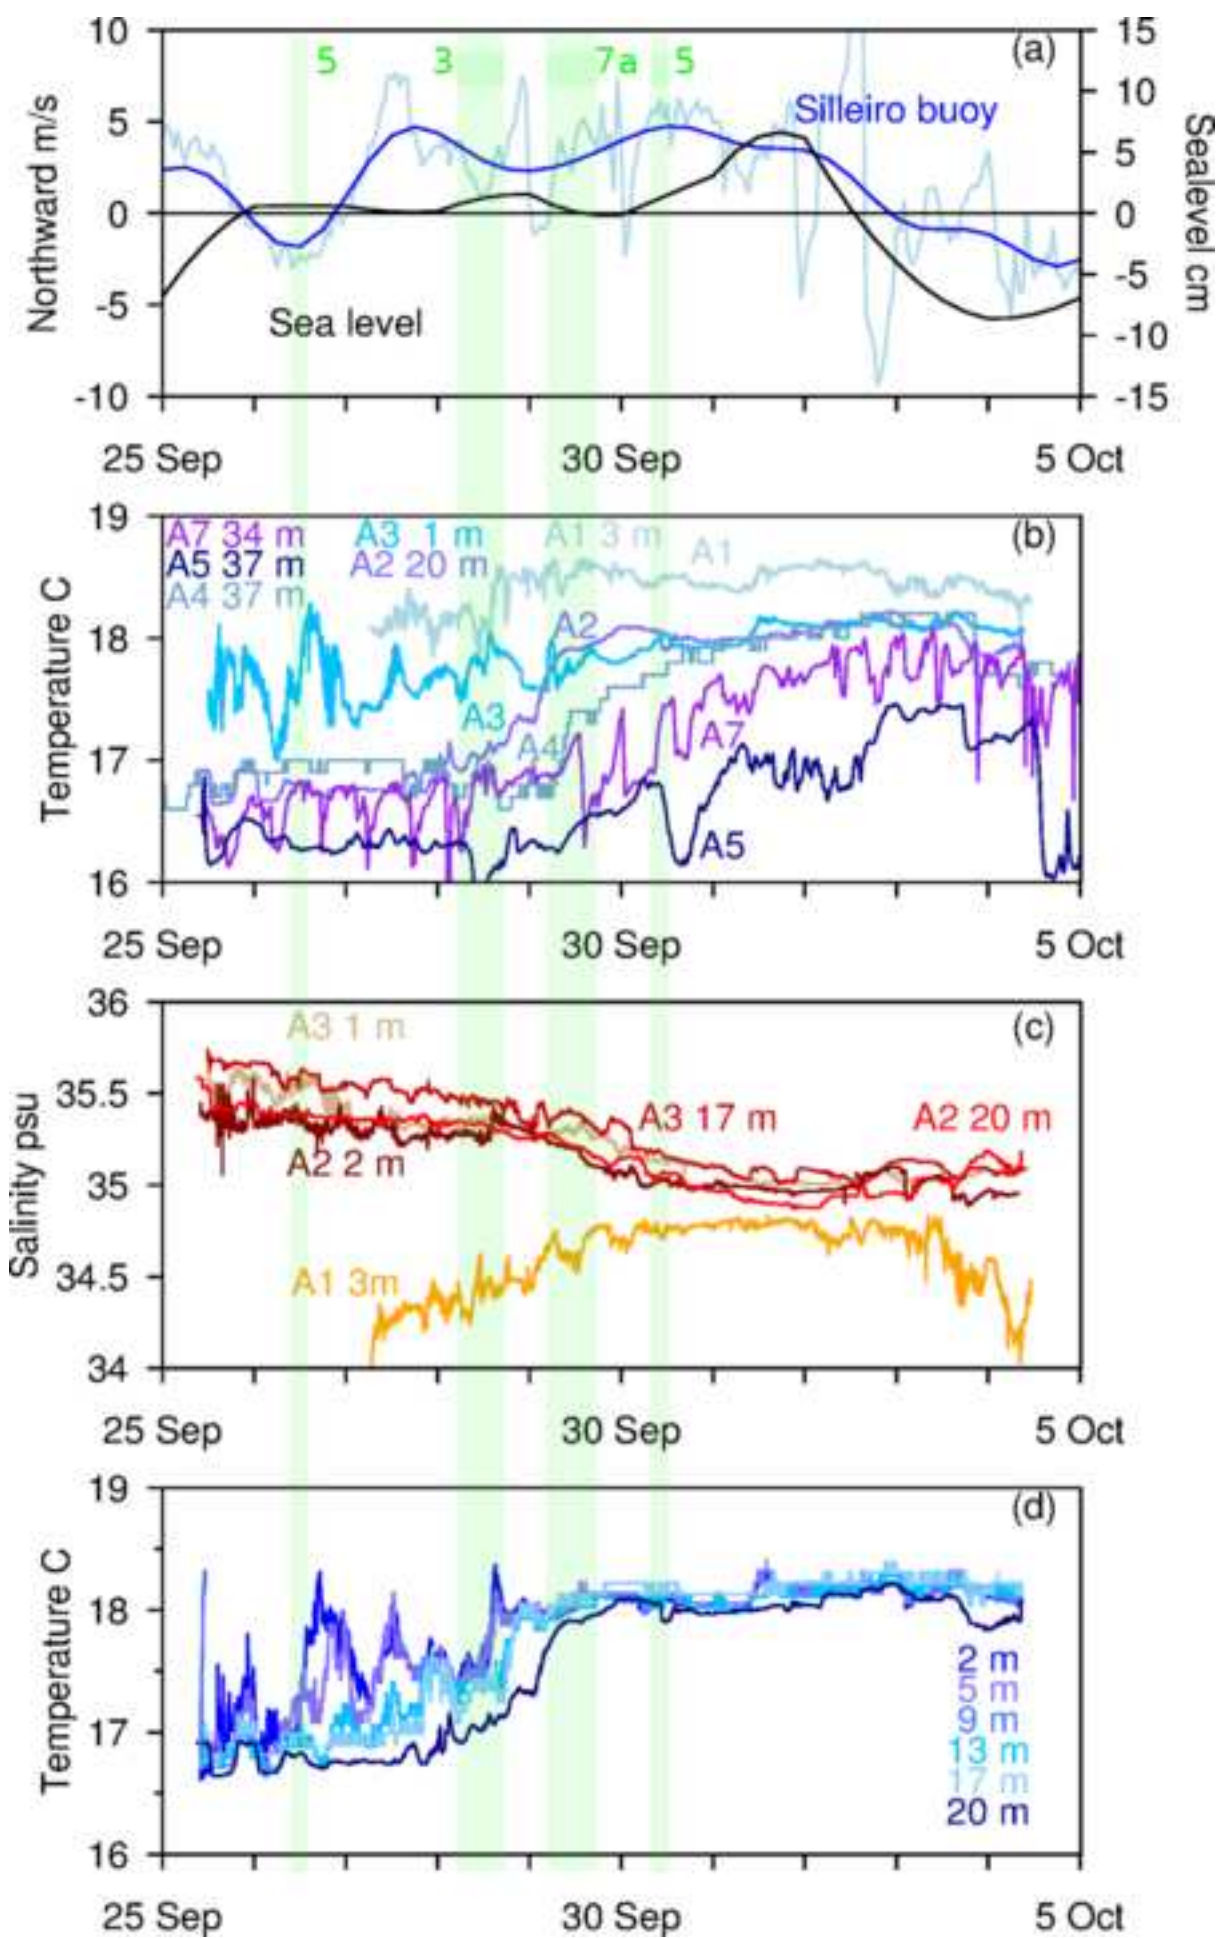 10 5 3 7a 5 (a) 15
10
5 Silleiro buoy 5
0 0
-5 Sea level -5
-10
-10 -15
Northward m/s
Sealevel cm
25 Sep 30 Sep 5 Oct
19 A7 34 m A3 1 m A1 3 m A1 (b)
A5 37 m A2 20 m
A4 37 m
18 A2
A3 A4 A7
17
A5
16
Temperature C
25 Sep 30 Sep 5 Oct
36 A3 1 m (c)
35.5 A3 17 m A2 20 m
A2 2 m
35
34.5 A1 3m
34
Salinity psu
25 Sep 30 Sep 5 Oct
19 (d)
18
2 m
5 m
9 m
17
13 m
17 m
20 m
16
Temperature C
25 Sep 30 Sep 5 Oct